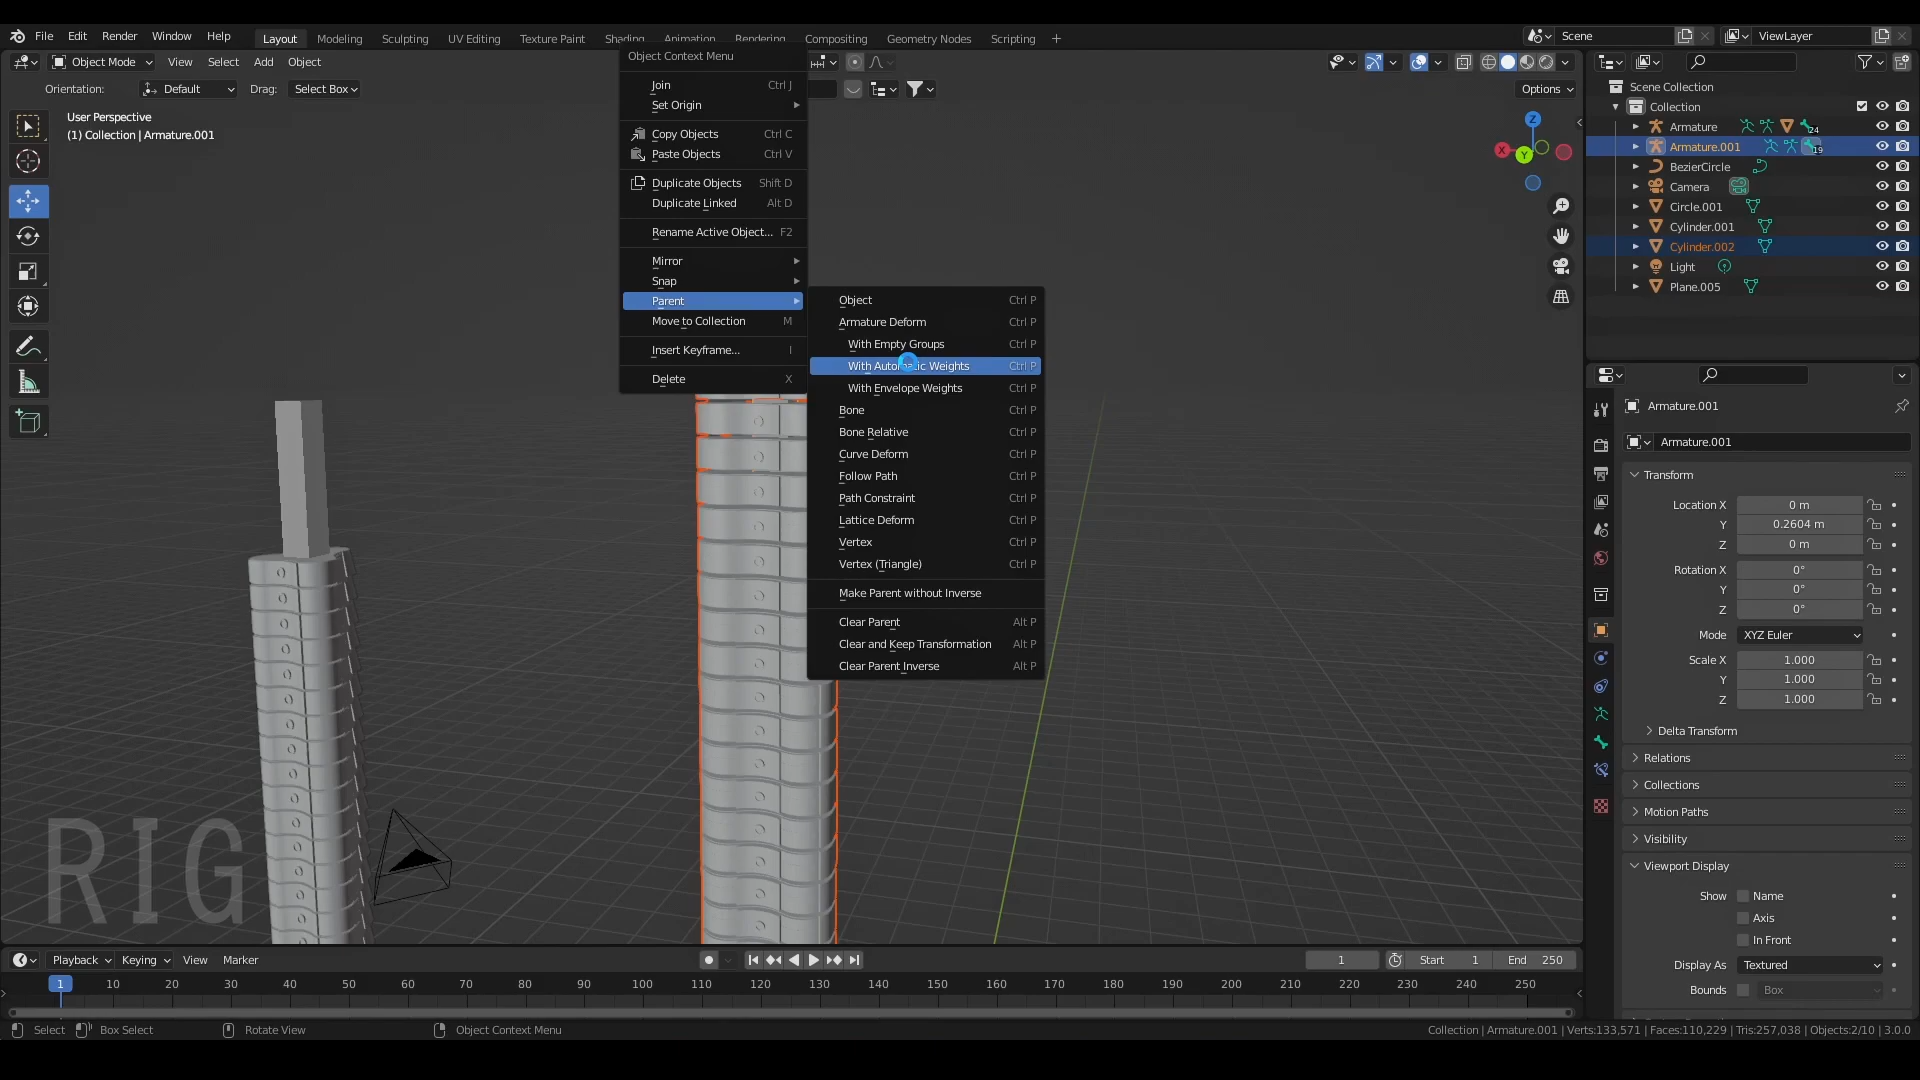 File Edit Render Window Help Layout Modeling Sculpting UV Editing Texture Paint Shading Animation Rendering Compositing Geometry Nodes Scripting + Scene ViewLayer
Object Mode View Select Add Object
Orientation: Default Drag: Select Box Options
User Perspective
(1) Collection | Armature.001
Object Context Menu
Join Ctrl J
Set Origin
Copy Objects Ctrl C
Paste Objects Ctrl V
Duplicate Objects Shift D
Duplicate Linked Alt D
Rename Active Object... F2
Mirror
Snap
Parent
Move to Collection M
Insert Keyframe... I
Delete X
Object Ctrl P
Armature Deform Ctrl P
With Empty Groups Ctrl P
With Automatic Weights Ctrl P
With Envelope Weights Ctrl P
Bone Ctrl P
Bone Relative Ctrl P
Curve Deform Ctrl P
Follow Path Ctrl P
Path Constraint Ctrl P
Lattice Deform Ctrl P
Vertex Ctrl P
Vertex (Triangle) Ctrl P
Make Parent without Inverse
Clear Parent Alt P
Clear and Keep Transformation Alt P
Clear Parent Inverse Alt P
Z
X
Y
RIG
Scene Collection
Collection
Armature 24
Armature.001 19
BezierCircle
Camera
Circle.001
Cylinder.001
Cylinder.002
Light
Plane.005
Armature.001
Armature.001
Transform
Location X 0 m
Y 0.2604 m
Z 0 m
Rotation X 0°
Y 0°
Z 0°
Mode XYZ Euler
Scale X 1.000
Y 1.000
Z 1.000
Delta Transform
Relations
Collections
Motion Paths
Visibility
Viewport Display
Show Name
Axis
In Front
Display As Textured
Bounds Box
Playback Keying View Marker 1 Start 1 End 250
1 10 20 30 40 50 60 70 80 90 100 110 120 130 140 150 160 170 180 190 200 210 220 230 240 250
Select Box Select Rotate View Object Context Menu Collection | Armature.001 | Verts:133,571 | Faces:110,229 | Tris:257,038 | Objects:2/10 | 3.0.0